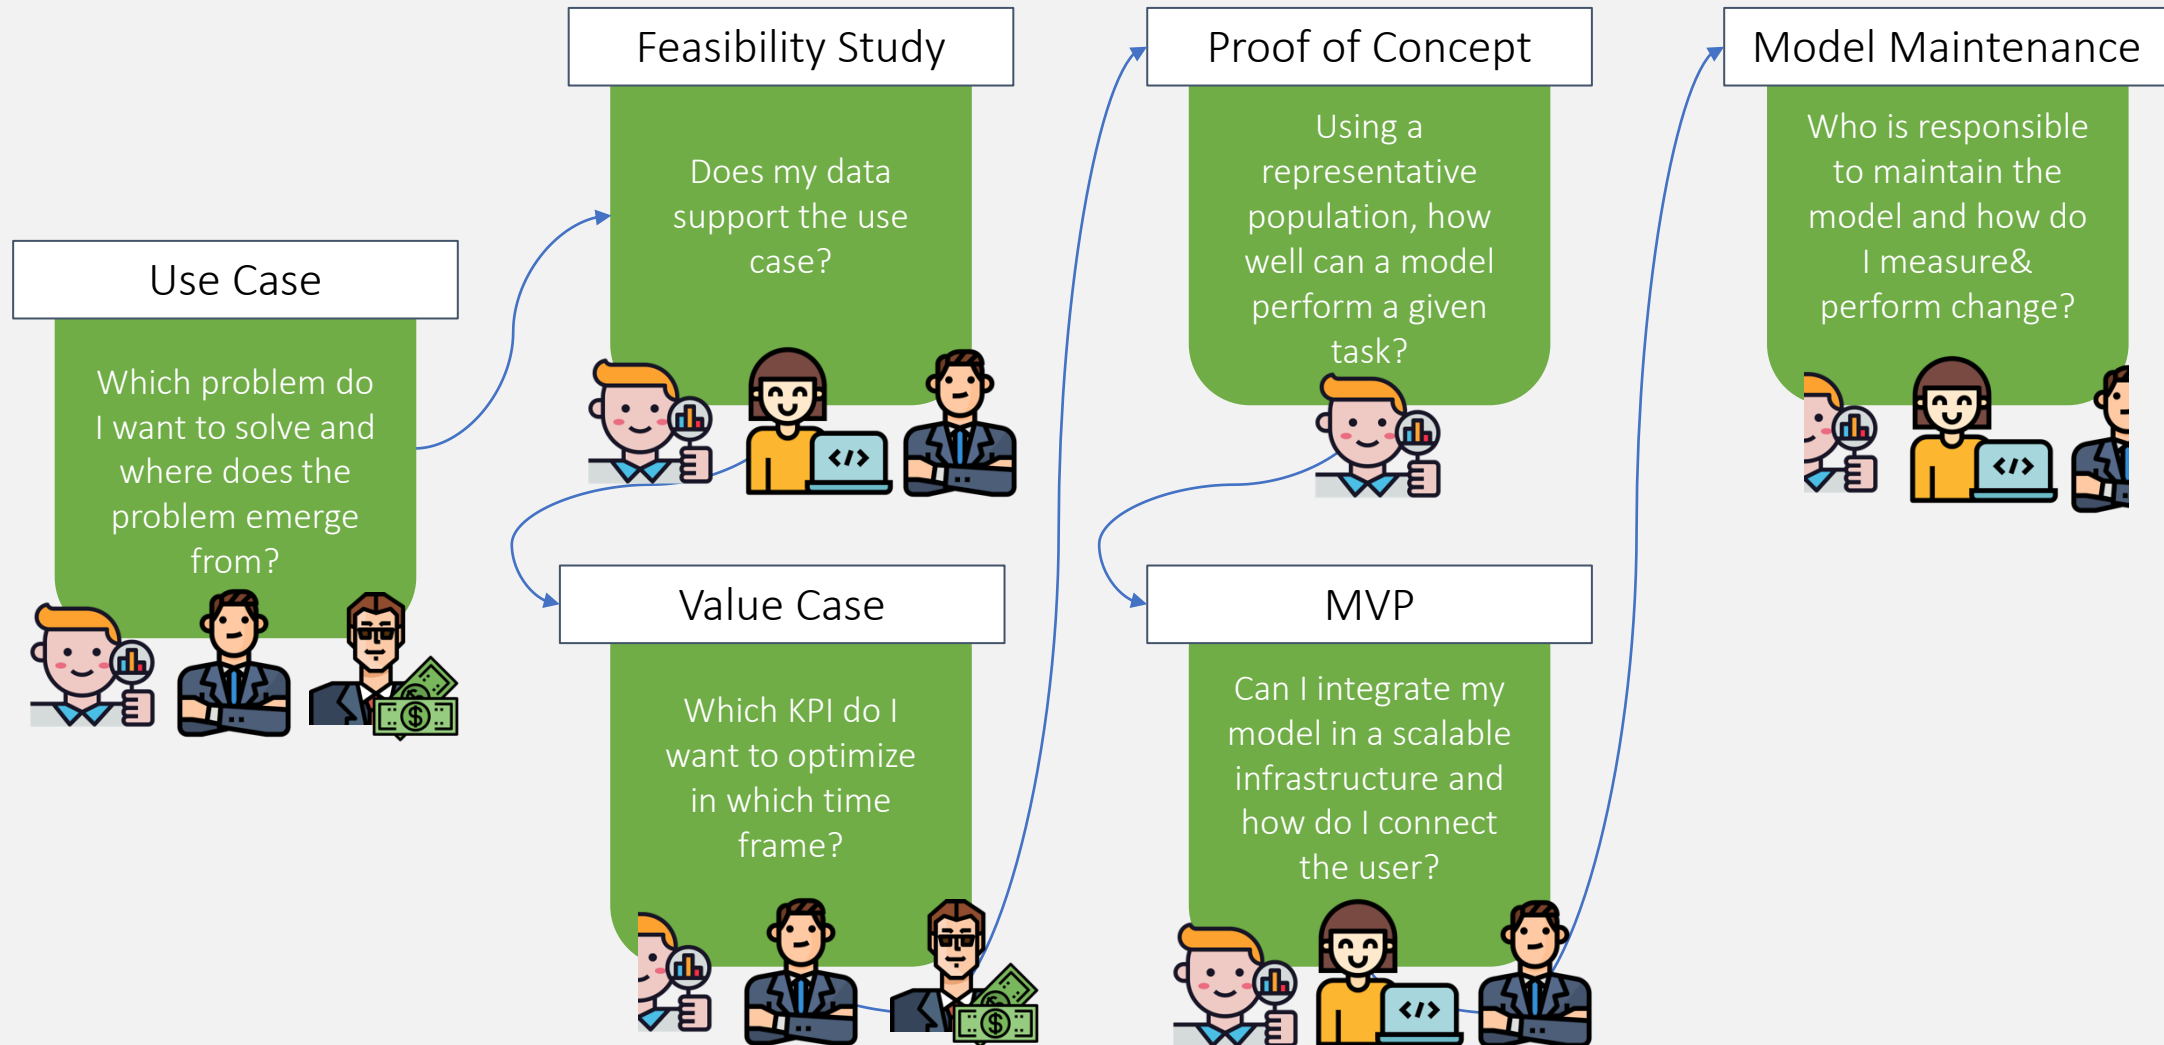 Use Case
Which problem do
I want to solve and
where does the
problem emerge
from?
Feasibility Study
Does my data
support the use
case?
Value Case
Which KPI do I
want to optimize
in which time
frame?
Proof of Concept
Using a
representative
population, how
well can a model
perform a given
task?
MVP
Can I integrate my
model in a scalable
infrastructure and
how do I connect
the user?
Model Maintenance
Who is responsible
to maintain the
model and how do
I measure&
perform change?